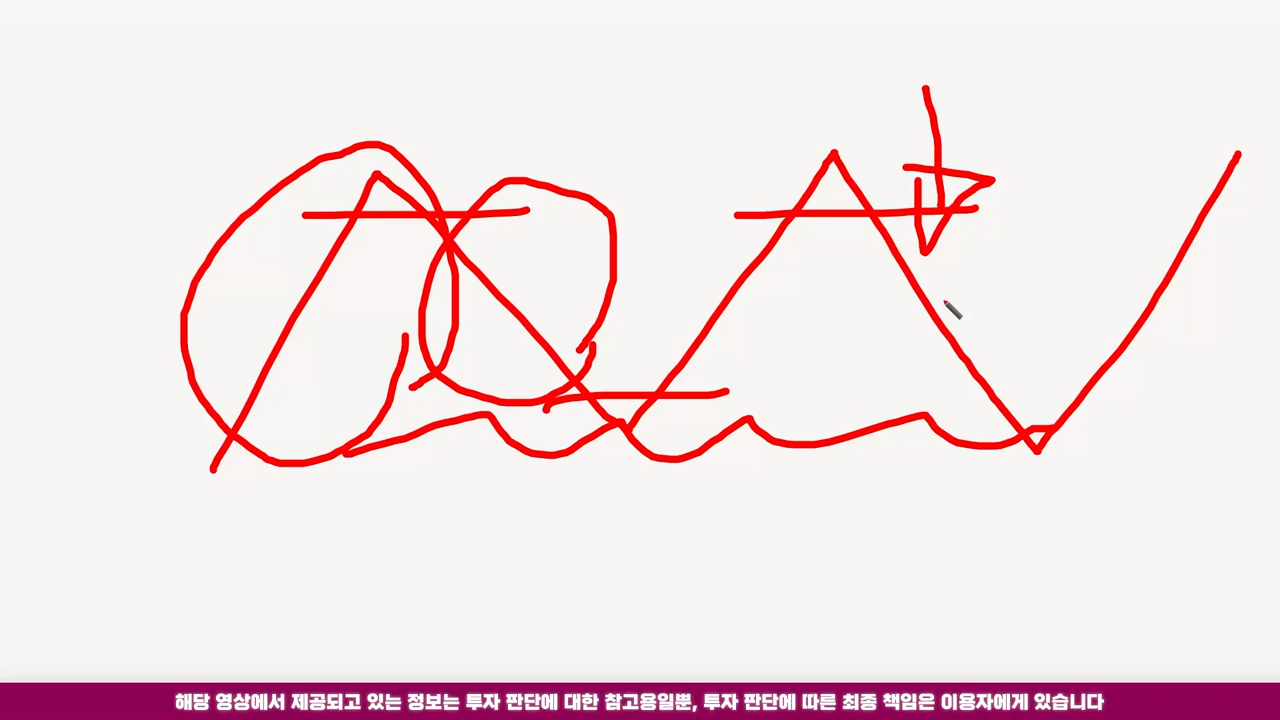 해당 영상에서 제공되고 있는 정보는 투자 판단에 대한 참고용일뿐, 투자 판단에 따른 최종 책임은 이용자에게 있습니다